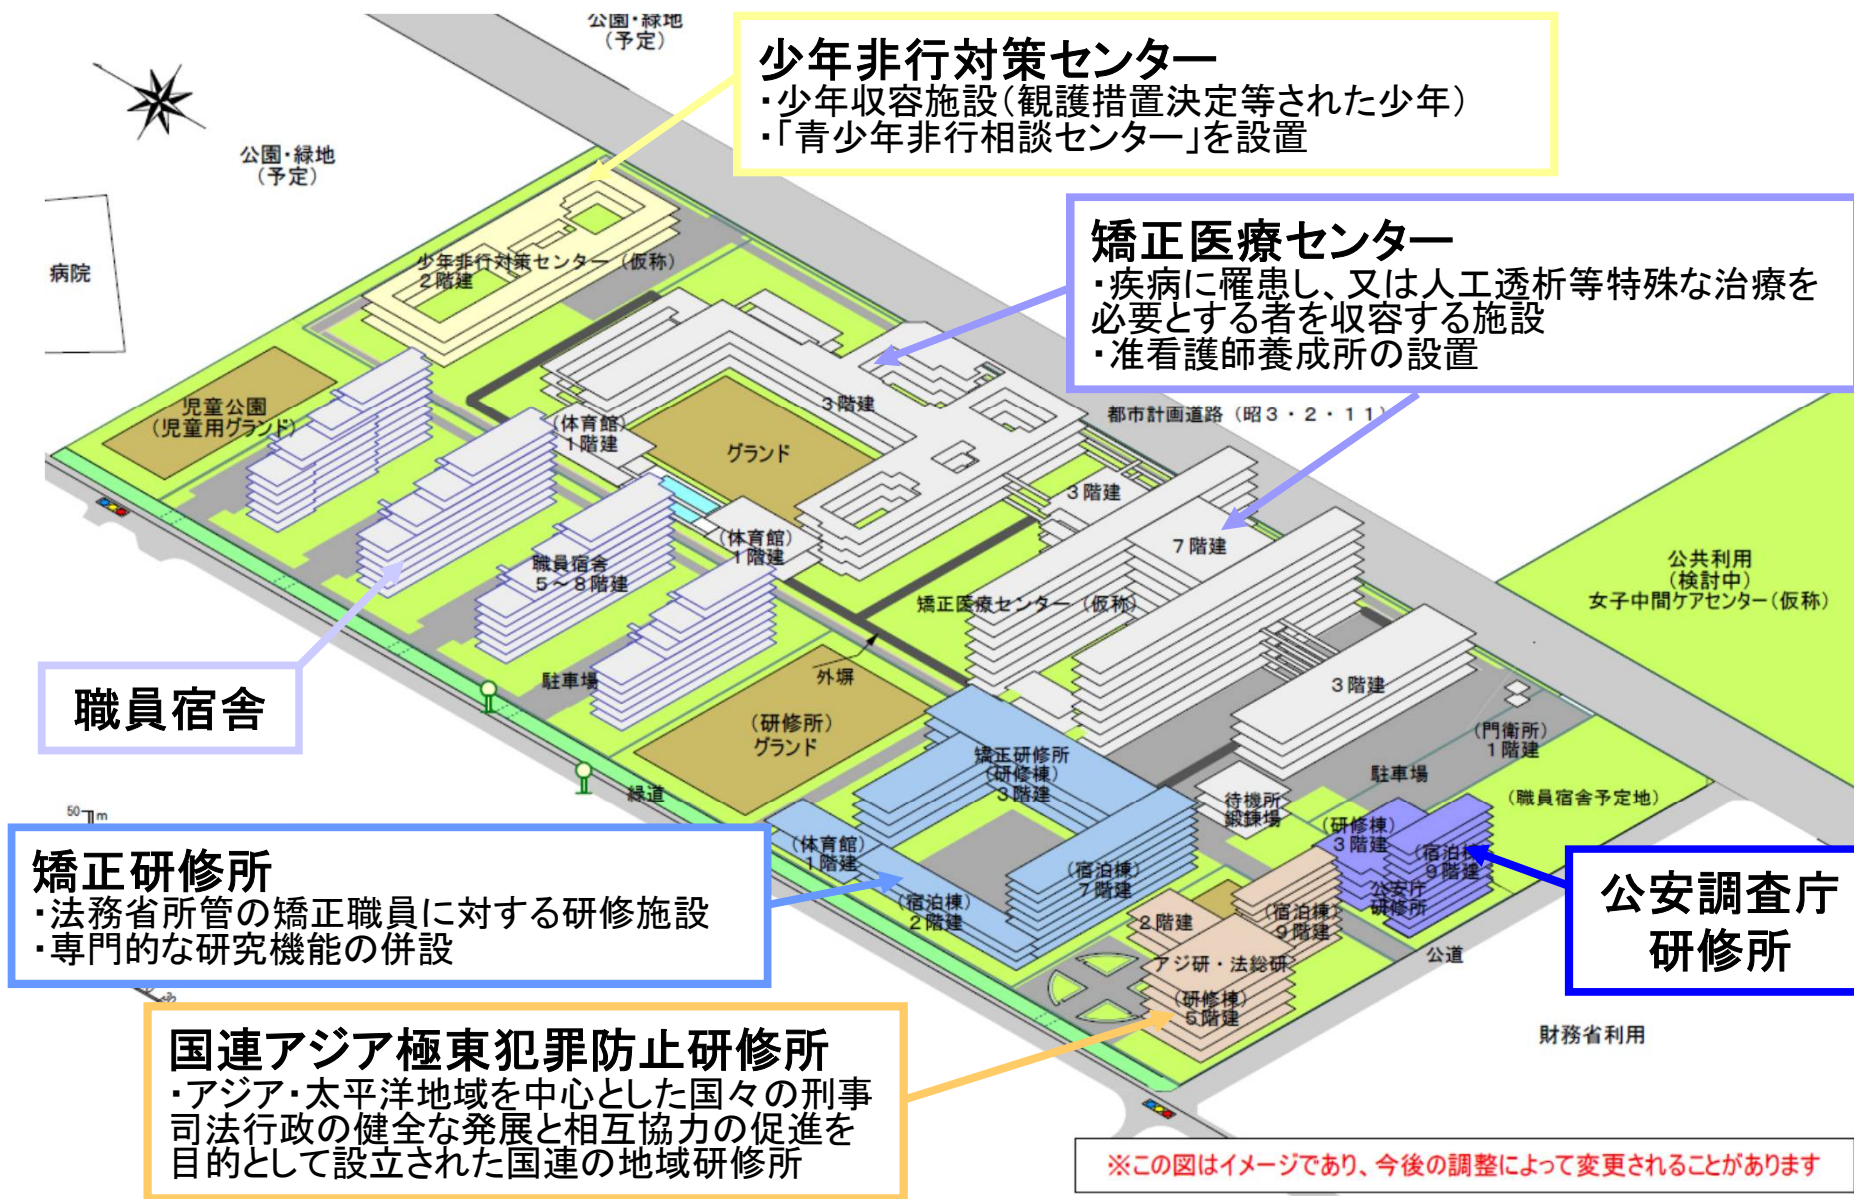 公園・緑地
(予定)
少年非行対策センター
・少年収容施設(観護措置決定等された少年)
・「青少年非行相談センター」を設置
公園・緑地
(予定)
病院
矯正医療センター
・疾病に罹患し、又は人工透析等特殊な治療を
必要とする者を収容する施設
・准看護師養成所の設置
少年非行対策センター(仮称)
2階建
児童公園
(児童用グランド)
3階建
(体育館)
1階建
グランド
都市計画道路(昭3・2・11)
3階建
(体育館)
1階建
7階建
職員宿舎
5～8階建
矯正医療センター(仮称)
公共利用
(検討中)
女子中間ケアセンター(仮称)
外塀
駐車場
3階建
職員宿舎
(研修所)
グランド
(門衛所)
1階建
矯正研修所
(研修棟)
3階建
駐車場
緑道
待機所
鍛錬場
(職員宿舎予定地)
50 m
(体育館)
1階建
(研修棟)
3階建
(宿泊棟)
9階建
矯正研修所
・法務省所管の矯正職員に対する研修施設
・専門的な研究機能の併設
(宿泊棟)
7階建
(宿泊棟)
2階建
公安庁
研修所
公安調査庁
研修所
2階建
(宿泊棟)
9階建
公道
アジ研・法総研
(研修棟)
5階建
財務省利用
国連アジア極東犯罪防止研修所
・アジア・太平洋地域を中心とした国々の刑事
司法行政の健全な発展と相互協力の促進を
目的として設立された国連の地域研修所
※この図はイメージであり、今後の調整によって変更されることがあります